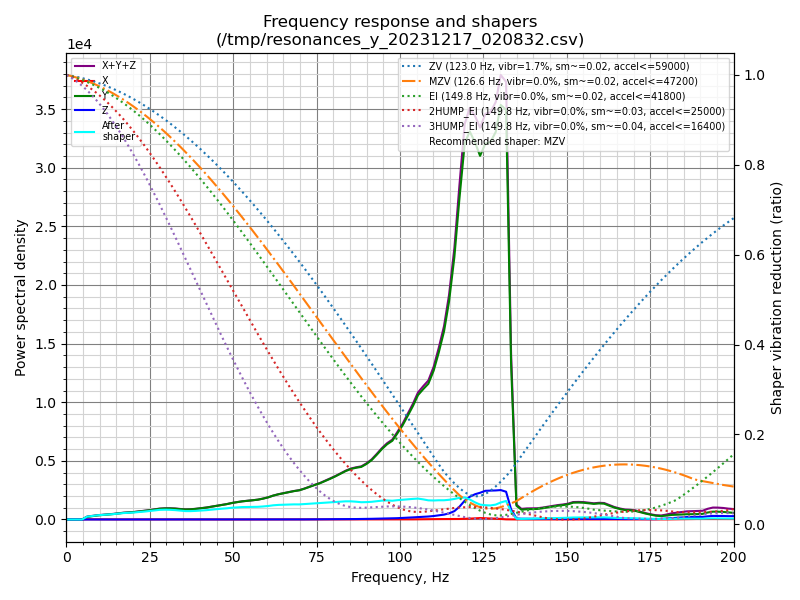 Frequency response and shapers
(/tmp/resonances_y_20231217_020832.csv)
1e4
X+Y+Z
X
Y
Z
After
shaper
ZV (123.0 Hz, vibr=1.7%, sm~=0.02, accel<=59000)
MZV (126.6 Hz, vibr=0.0%, sm~=0.02, accel<=47200)
EI (149.8 Hz, vibr=0.0%, sm~=0.02, accel<=41800)
2HUMP_EI (149.8 Hz, vibr=0.0%, sm~=0.03, accel<=25000)
3HUMP_EI (149.8 Hz, vibr=0.0%, sm~=0.04, accel<=16400)
Recommended shaper: MZV
3.5
3.0
2.5
2.0
1.5
1.0
0.5
0.0
Power spectral density
1.0
0.8
0.6
0.4
0.2
0.0
Shaper vibration reduction (ratio)
0 25 50 75 100 125 150 175 200
Frequency, Hz